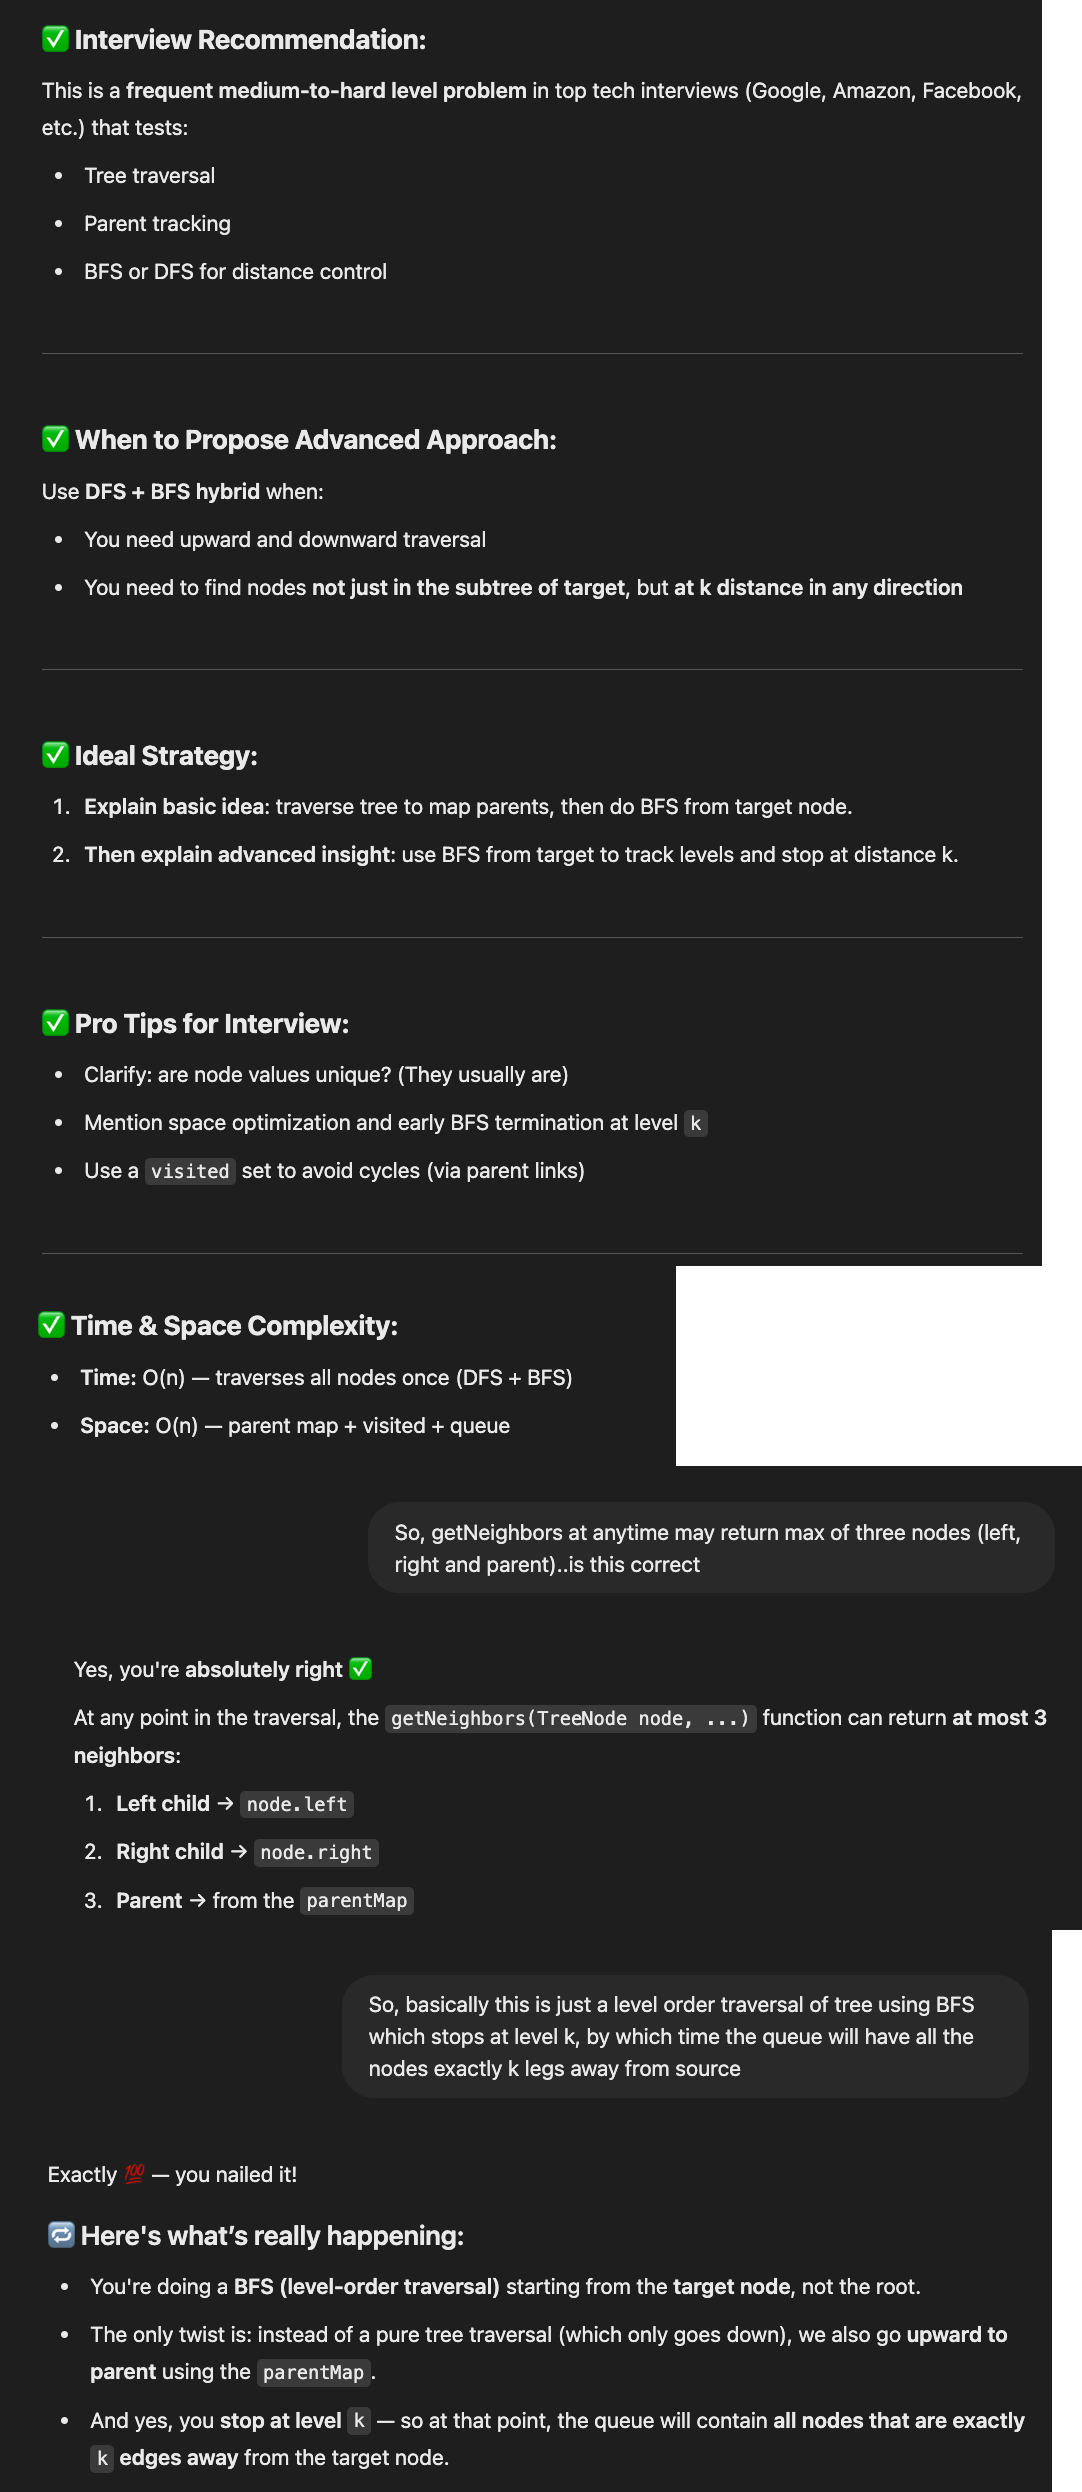 ✅ Interview Recommendation:
This is a frequent medium-to-hard level problem in top tech interviews (Google, Amazon, Facebook,
etc.) that tests:
• Tree traversal
• Parent tracking
• BFS or DFS for distance control
✅ When to Propose Advanced Approach:
Use DFS + BFS hybrid when:
• You need upward and downward traversal
• You need to find nodes not just in the subtree of target, but at k distance in any direction
✅ Ideal Strategy:
1. Explain basic idea: traverse tree to map parents, then do BFS from target node.
2. Then explain advanced insight: use BFS from target to track levels and stop at distance k.
✅ Pro Tips for Interview:
• Clarify: are node values unique? (They usually are)
• Mention space optimization and early BFS termination at level k
• Use a visited set to avoid cycles (via parent links)
✅ Time & Space Complexity:
• Time: O(n) — traverses all nodes once (DFS + BFS)
• Space: O(n) — parent map + visited + queue
So, getNeighbors at anytime may return max of three nodes (left,
right and parent)..is this correct
Yes, you're absolutely right ✅
At any point in the traversal, the getNeighbors(TreeNode node, ...) function can return at most 3
neighbors:
1. Left child → node.left
2. Right child → node.right
3. Parent → from the parentMap
So, basically this is just a level order traversal of tree using BFS
which stops at level k, by which time the queue will have all the
nodes exactly k legs away from source
Exactly 💯 — you nailed it!
🔁 Here's what’s really happening:
• You're doing a BFS (level-order traversal) starting from the target node, not the root.
• The only twist is: instead of a pure tree traversal (which only goes down), we also go upward to
parent using the parentMap.
• And yes, you stop at level k — so at that point, the queue will contain all nodes that are exactly
k edges away from the target node.